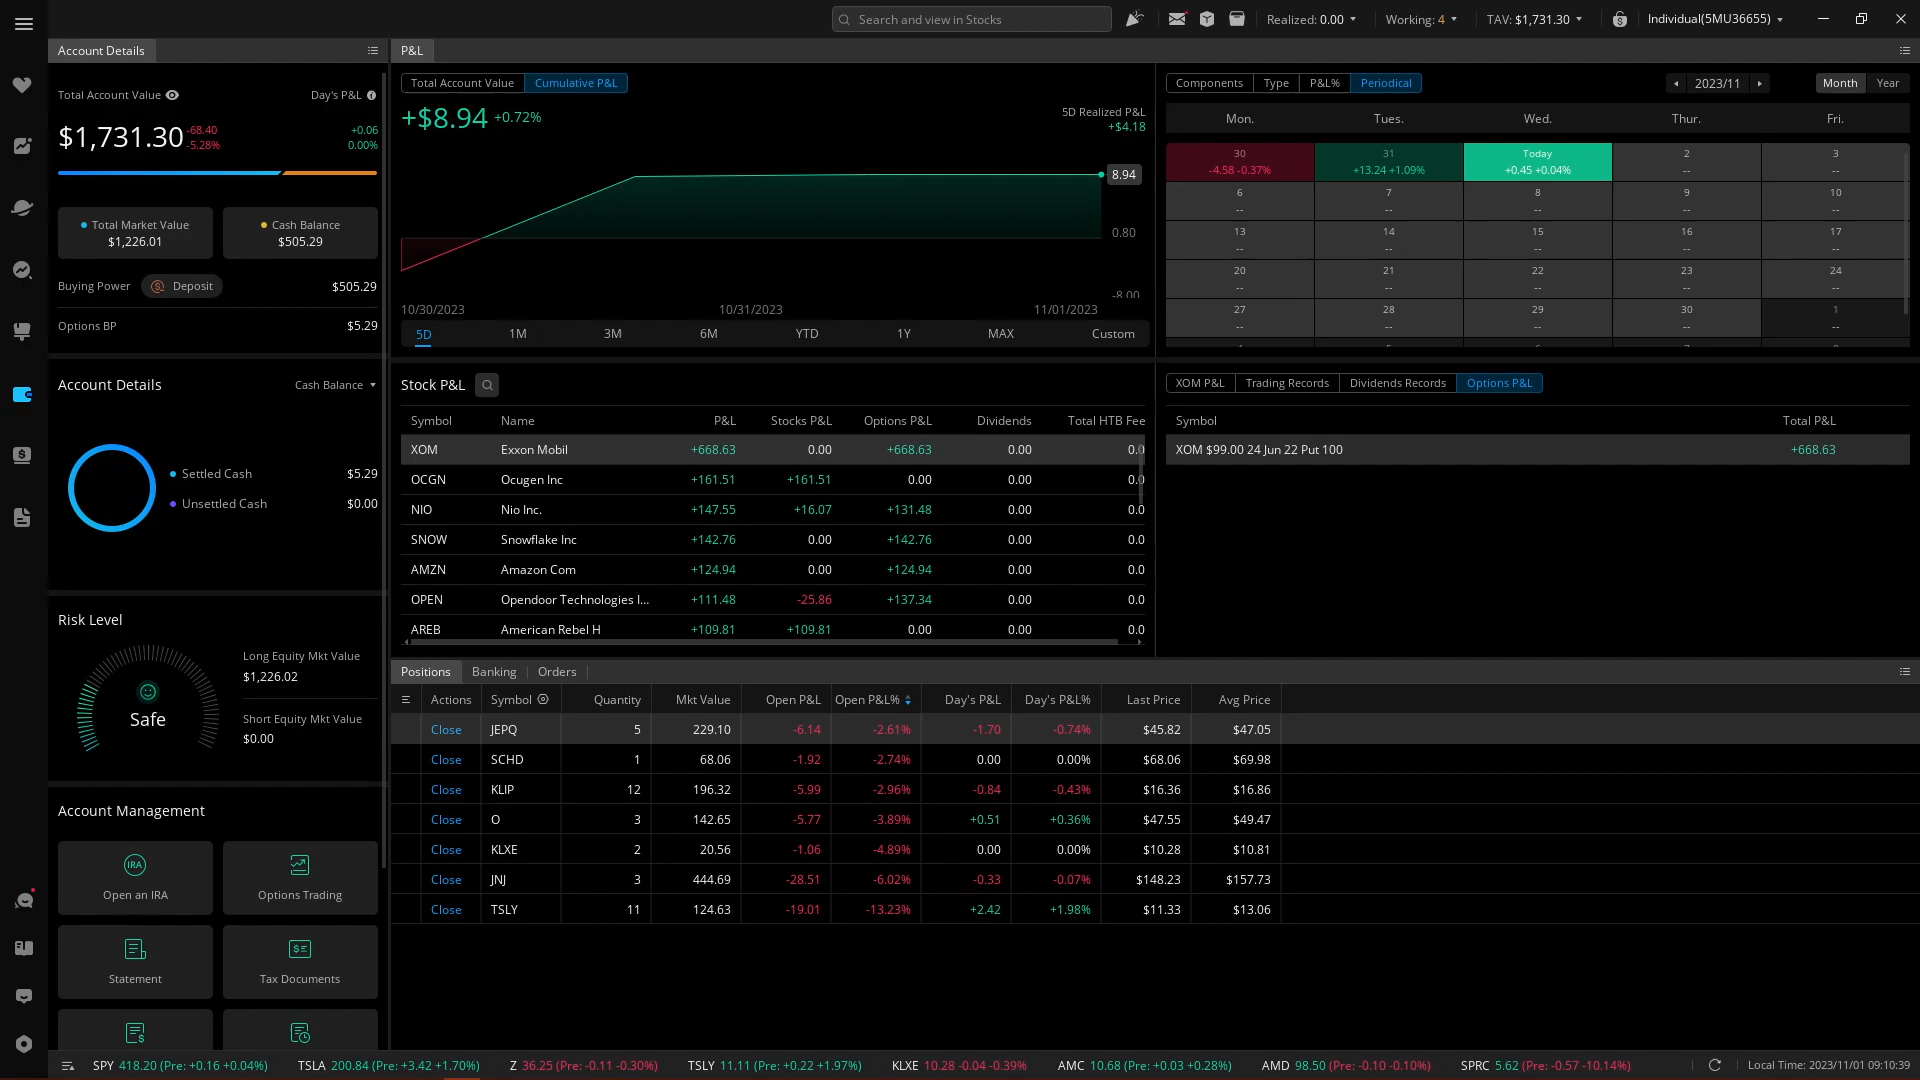 Search and view in Stocks
Realized: 0.00
Working: 4
TAV: $1,731.30
Individual(5MU36655)
Account Details
P&L
Total Account Value
Day's P&L
$1,731.30
-68.40
-5.28%
+0.06
0.00%
Total Market Value
$1,226.01
Cash Balance
$505.29
Buying Power
Deposit
$505.29
Options BP
$5.29
Account Details
Cash Balance
Settled Cash
$5.29
Unsettled Cash
$0.00
Risk Level
Safe
Long Equity Mkt Value
$1,226.02
Short Equity Mkt Value
$0.00
Account Management
IRA
Open an IRA
Options Trading
Statement
Tax Documents
Total Account Value
Cumulative P&L
+$8.94 +0.72%
5D Realized P&L
+$4.18
8.94
0.80
-8.00
10/30/2023 10/31/2023 11/01/2023
5D 1M 3M 6M YTD 1Y MAX Custom
Components Type P&L% Periodical
2023/11
Month Year
Mon. Tues. Wed. Thur. Fri.
30 31 Today 2 3
-4.58 -0.37% +13.24 +1.09% +0.45 +0.04% -- --
6 7 8 9 10
-- -- -- -- --
13 14 15 16 17
-- -- -- -- --
20 21 22 23 24
-- -- -- -- --
27 28 29 30 1
-- -- -- -- --
Stock P&L
Symbol Name P&L Stocks P&L Options P&L Dividends Total HTB Fee
XOM Exxon Mobil +668.63 0.00 +668.63 0.00 0.0
OCGN Ocugen Inc +161.51 +161.51 0.00 0.00 0.0
NIO Nio Inc. +147.55 +16.07 +131.48 0.00 0.0
SNOW Snowflake Inc +142.76 0.00 +142.76 0.00 0.0
AMZN Amazon Com +124.94 0.00 +124.94 0.00 0.0
OPEN Opendoor Technologies I... +111.48 -25.86 +137.34 0.00 0.0
AREB American Rebel H +109.81 +109.81 0.00 0.00 0.0
XOM P&L Trading Records Dividends Records Options P&L
Symbol Total P&L
XOM $99.00 24 Jun 22 Put 100 +668.63
Positions Banking Orders
Actions Symbol Quantity Mkt Value Open P&L Open P&L% Day's P&L Day's P&L% Last Price Avg Price
Close JEPQ 5 229.10 -6.14 -2.61% -1.70 -0.74% $45.82 $47.05
Close SCHD 1 68.06 -1.92 -2.74% 0.00 0.00% $68.06 $69.98
Close KLIP 12 196.32 -5.99 -2.96% -0.84 -0.43% $16.36 $16.86
Close O 3 142.65 -5.77 -3.89% +0.51 +0.36% $47.55 $49.47
Close KLXE 2 20.56 -1.06 -4.89% 0.00 0.00% $10.28 $10.81
Close JNJ 3 444.69 -28.51 -6.02% -0.33 -0.07% $148.23 $157.73
Close TSLY 11 124.63 -19.01 -13.23% +2.42 +1.98% $11.33 $13.06
SPY 418.20 (Pre: +0.16 +0.04%) TSLA 200.84 (Pre: +3.42 +1.70%) Z 36.25 (Pre: -0.11 -0.30%) TSLY 11.11 (Pre: +0.22 +1.97%) KLXE 10.28 -0.04 -0.39% AMC 10.68 (Pre: +0.03 +0.28%) AMD 98.50 (Pre: -0.10 -0.10%) SPRC 5.62 (Pre: -0.57 -10.14%) Local Time: 2023/11/01 09:10:39